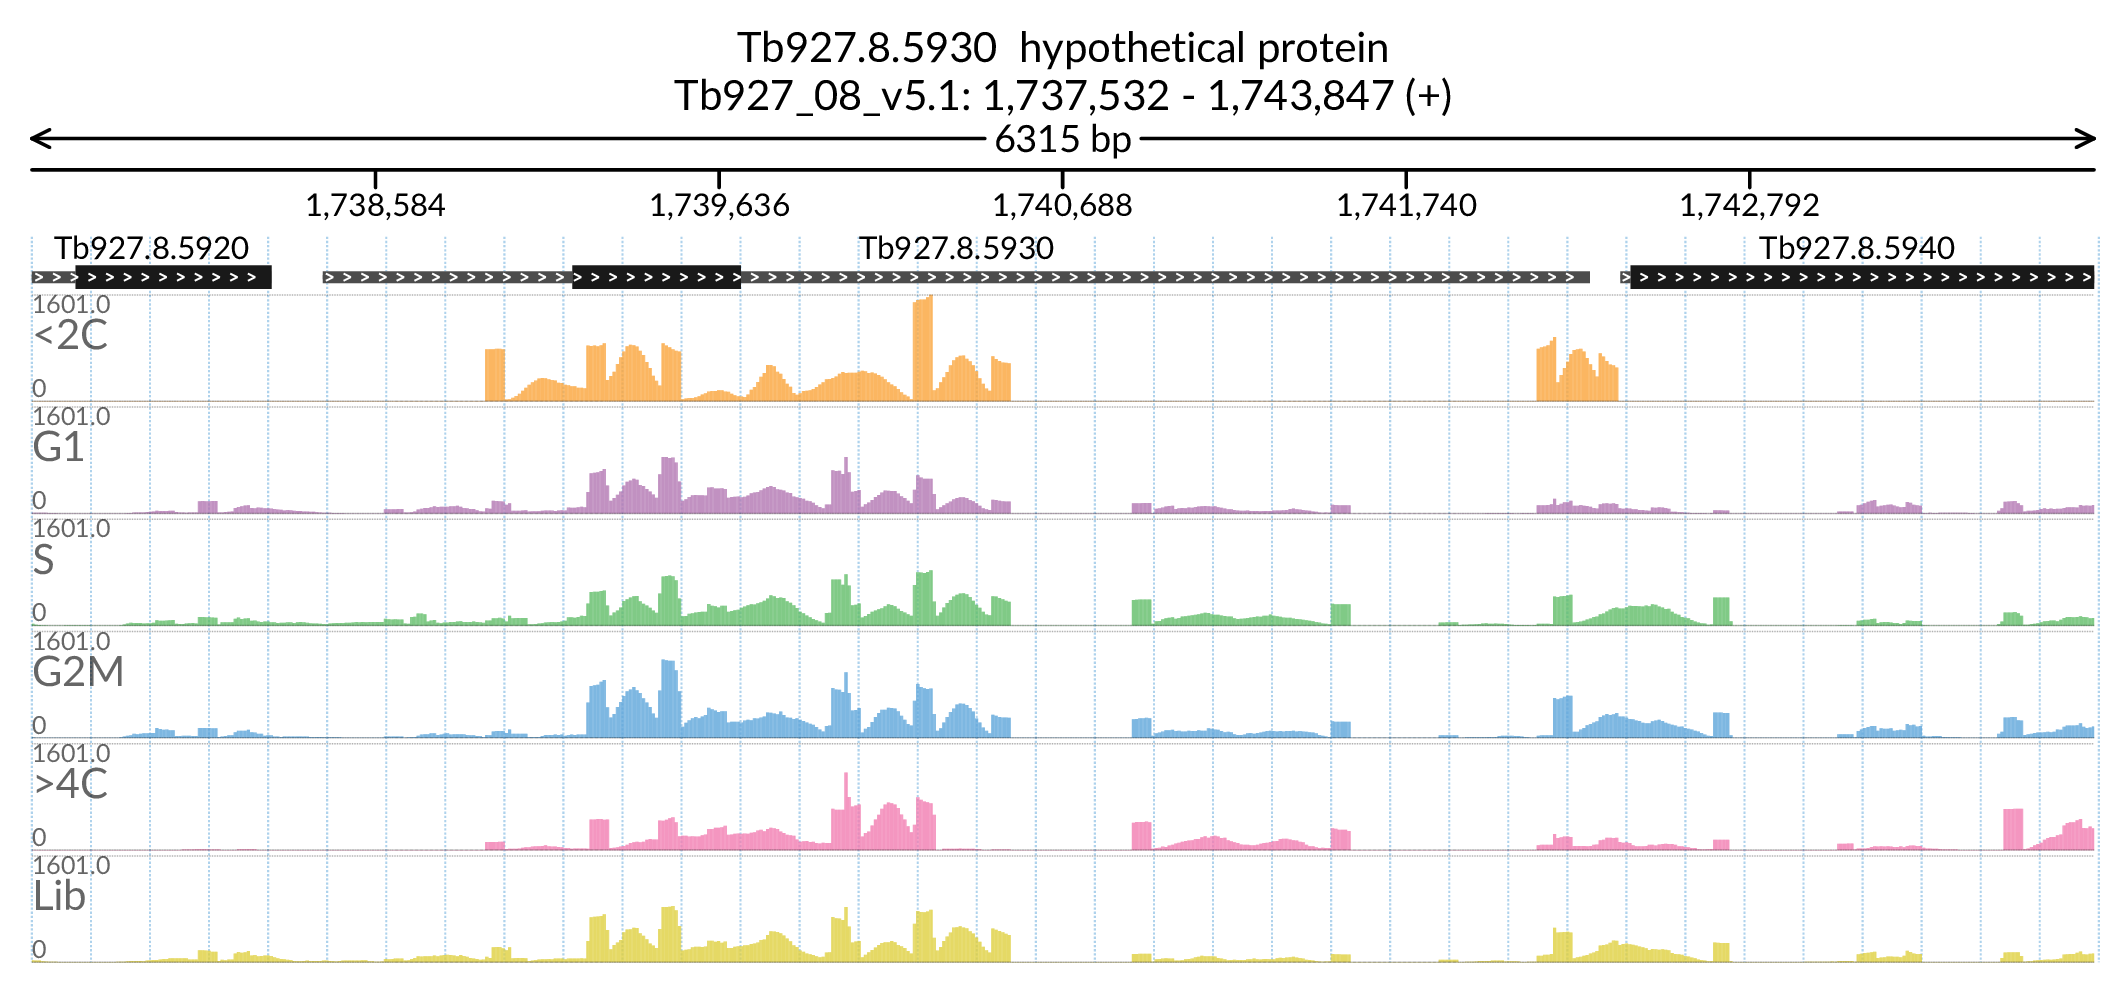 Tb927.8.5930  hypothetical protein
Tb927_08_v5.1: 1,737,532 - 1,743,847 (+)
6315 bp
1,738,584 1,739,636 1,740,688 1,741,740 1,742,792
Tb927.8.5920 Tb927.8.5930 Tb927.8.5940
1601.0
<2C
0
1601.0
G1
0
1601.0
S
0
1601.0
G2M
0
1601.0
>4C
0
1601.0
Lib
0